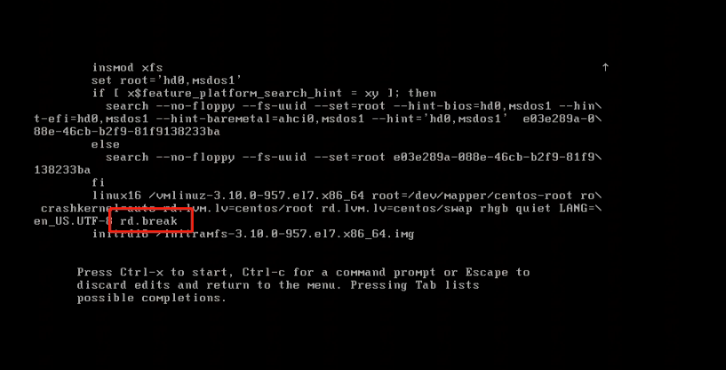 insmod xfs
set root='hd0,msdos1'
if [ x$feature_platform_search_hint = xy ]; then
search --no-floppy --fs-uuid --set=root --hint-bios=hd0,msdos1 --hin\
t-efi=hd0,msdos1 --hint-baremetal=ahci0,msdos1 --hint='hd0,msdos1'  e03e289a-0\
88e-46cb-b2f9-81f9138233ba
else
search --no-floppy --fs-uuid --set=root e03e289a-088e-46cb-b2f9-81f9\
138233ba
fi
linux16 /vmlinuz-3.10.0-957.el7.x86_64 root=/dev/mapper/centos-root ro\
crashkernel=auto rd.lvm.lv=centos/root rd.lvm.lv=centos/swap rhgb quiet LANG=\
en_US.UTF-8 rd.break
initrd16 /initramfs-3.10.0-957.el7.x86_64.img
Press Ctrl-x to start, Ctrl-c for a command prompt or Escape to
discard edits and return to the menu. Pressing Tab lists
possible completions.